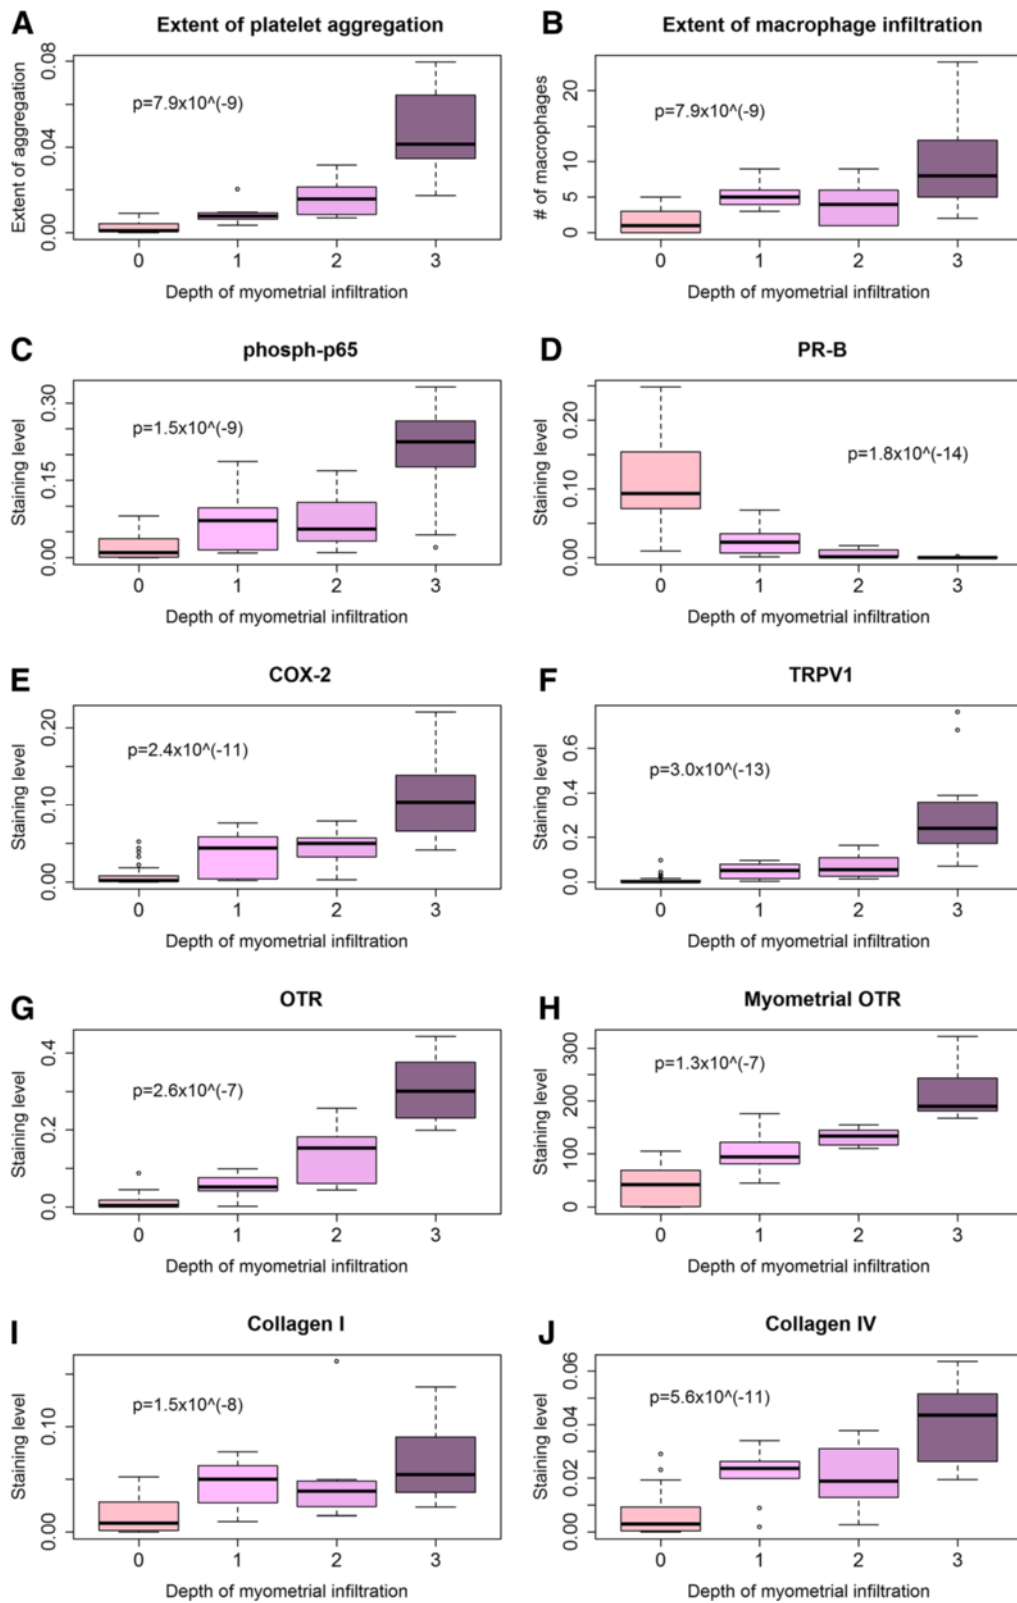 A Extent of platelet aggregation
Extent of aggregation
0.00 0.04 0.08
p=7.9x10^(-9)
0 1 2 3
Depth of myometrial infiltration
B Extent of macrophage infiltration
# of macrophages
0 5 10 20
p=7.9x10^(-9)
0 1 2 3
Depth of myometrial infiltration
C phosph-p65
Staining level
0.00 0.15 0.30
p=1.5x10^(-9)
0 1 2 3
Depth of myometrial infiltration
D PR-B
Staining level
0.00 0.10 0.20
p=1.8x10^(-14)
0 1 2 3
Depth of myometrial infiltration
E COX-2
Staining level
0.00 0.10 0.20
p=2.4x10^(-11)
0 1 2 3
Depth of myometrial infiltration
F TRPV1
Staining level
0.0 0.2 0.4 0.6
p=3.0x10^(-13)
0 1 2 3
Depth of myometrial infiltration
G OTR
Staining level
0.0 0.2 0.4
p=2.6x10^(-7)
0 1 2 3
Depth of myometrial infiltration
H Myometrial OTR
Staining level
0 100 200 300
p=1.3x10^(-7)
0 1 2 3
Depth of myometrial infiltration
I Collagen I
Staining level
0.00 0.10
p=1.5x10^(-8)
0 1 2 3
Depth of myometrial infiltration
J Collagen IV
Staining level
0.00 0.02 0.04 0.06
p=5.6x10^(-11)
0 1 2 3
Depth of myometrial infiltration